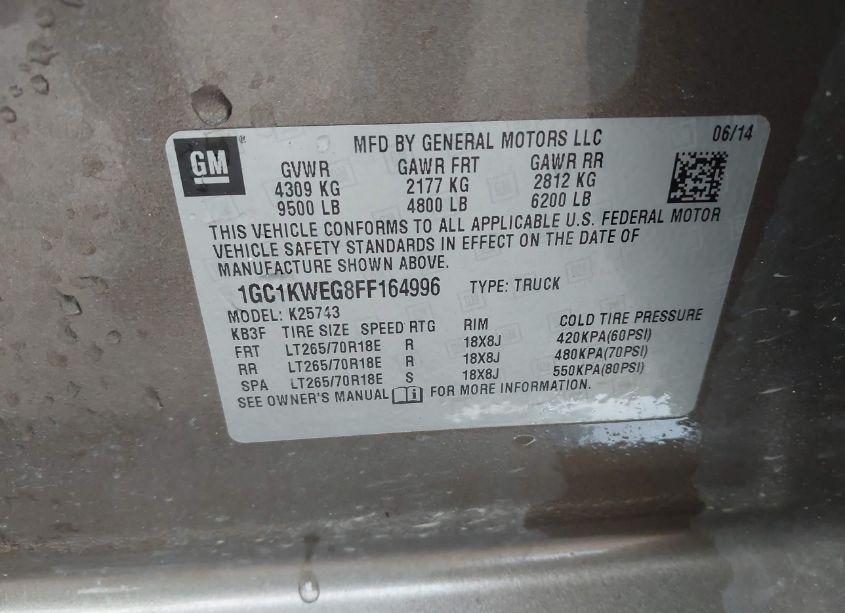 GM
MFD BY GENERAL MOTORS LLC 06/14
GVWR GAWR FRT GAWR RR
4309 KG 2177 KG 2812 KG
9500 LB 4800 LB 6200 LB
THIS VEHICLE CONFORMS TO ALL APPLICABLE U.S. FEDERAL MOTOR
VEHICLE SAFETY STANDARDS IN EFFECT ON THE DATE OF
MANUFACTURE SHOWN ABOVE.
1GC1KWEG8FF164996 TYPE: TRUCK
MODEL: K25743
KB3F TIRE SIZE SPEED RTG RIM COLD TIRE PRESSURE
FRT LT265/70R18E R 18X8J 420KPA(60PSI)
RR LT265/70R18E R 18X8J 480KPA(70PSI)
SPA LT265/70R18E S 18X8J 550KPA(80PSI)
SEE OWNER'S MANUAL FOR MORE INFORMATION.